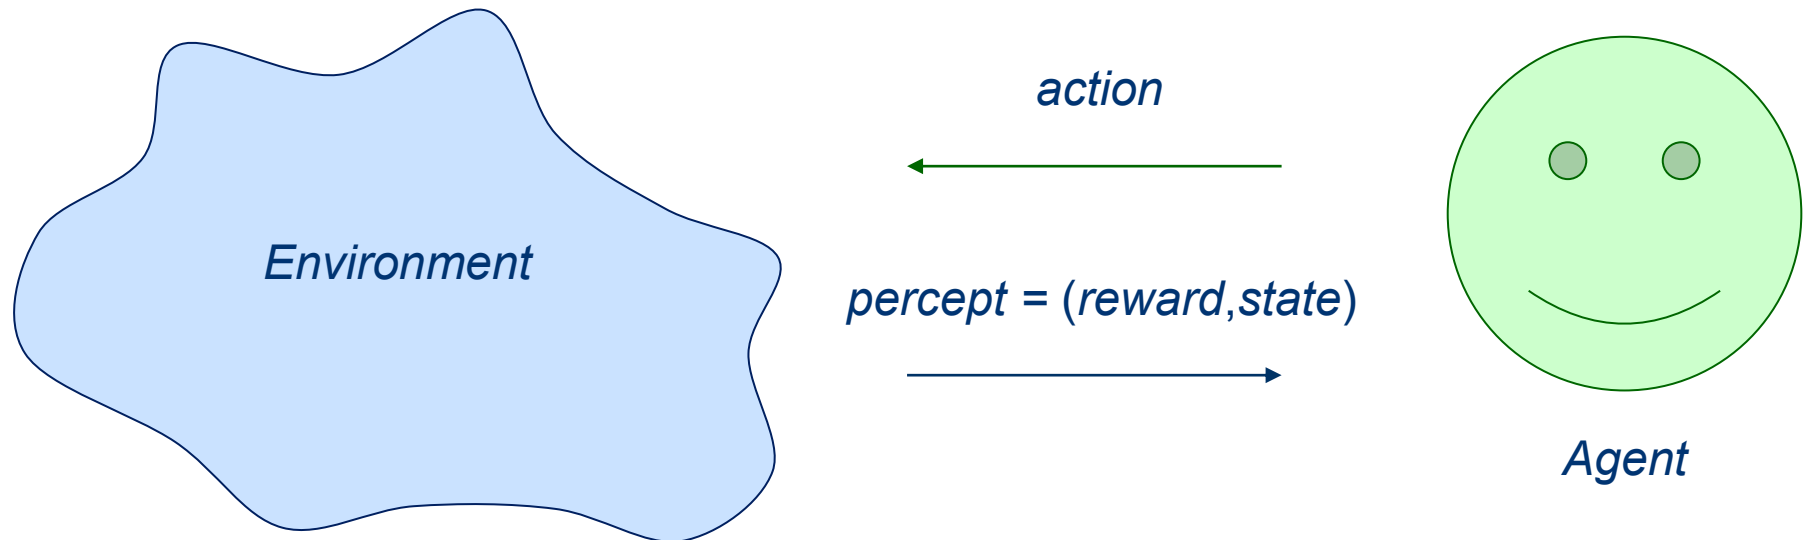 action
Environment
percept = (reward,state)
Agent